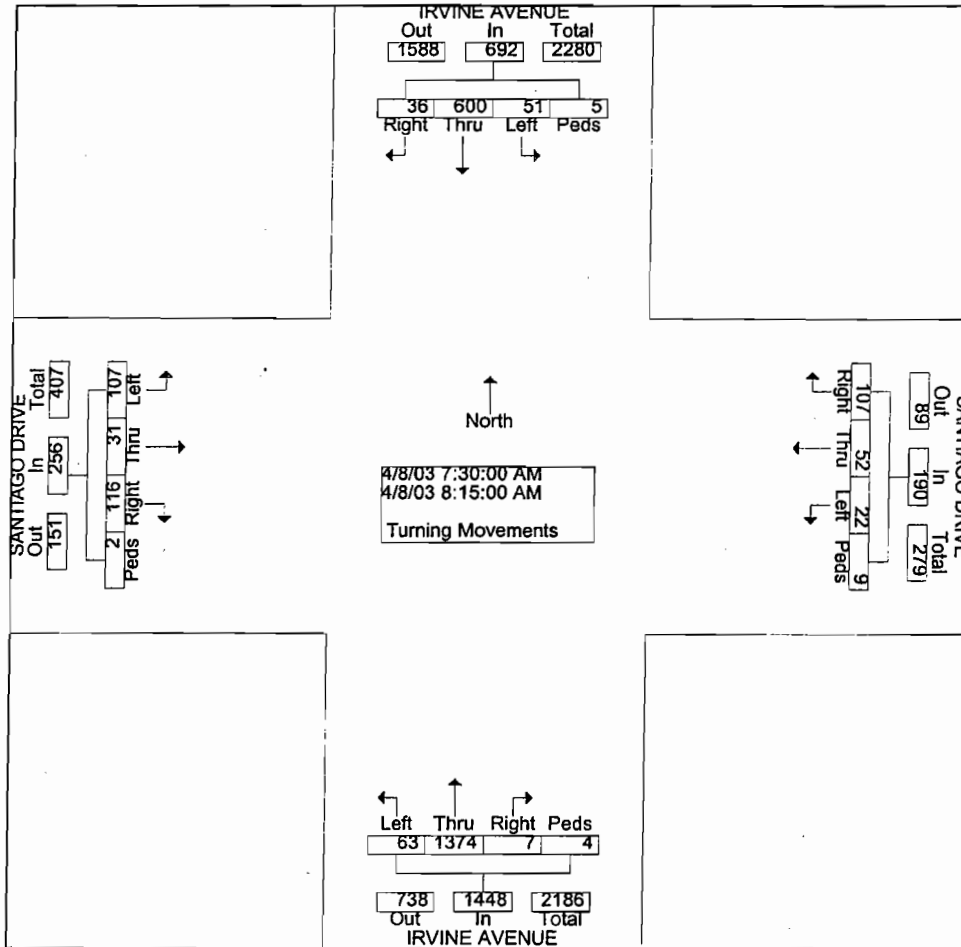 IRVINE AVENUE
Out In Total
1588 692 2280
36 600 51 5
Right Thru Left Peds
SANTIAGO DRIVE
Total In Out
407 256 151
107 31 116 2
Left Thru Right Peds
North
4/8/03 7:30:00 AM
4/8/03 8:15:00 AM
Turning Movements
Right Thru Left Peds
107 52 22 9
89 190 279
Out In Total
SANTIAGO DRIVE
Left Thru Right Peds
63 1374 7 4
738 1448 2186
Out In Total
IRVINE AVENUE